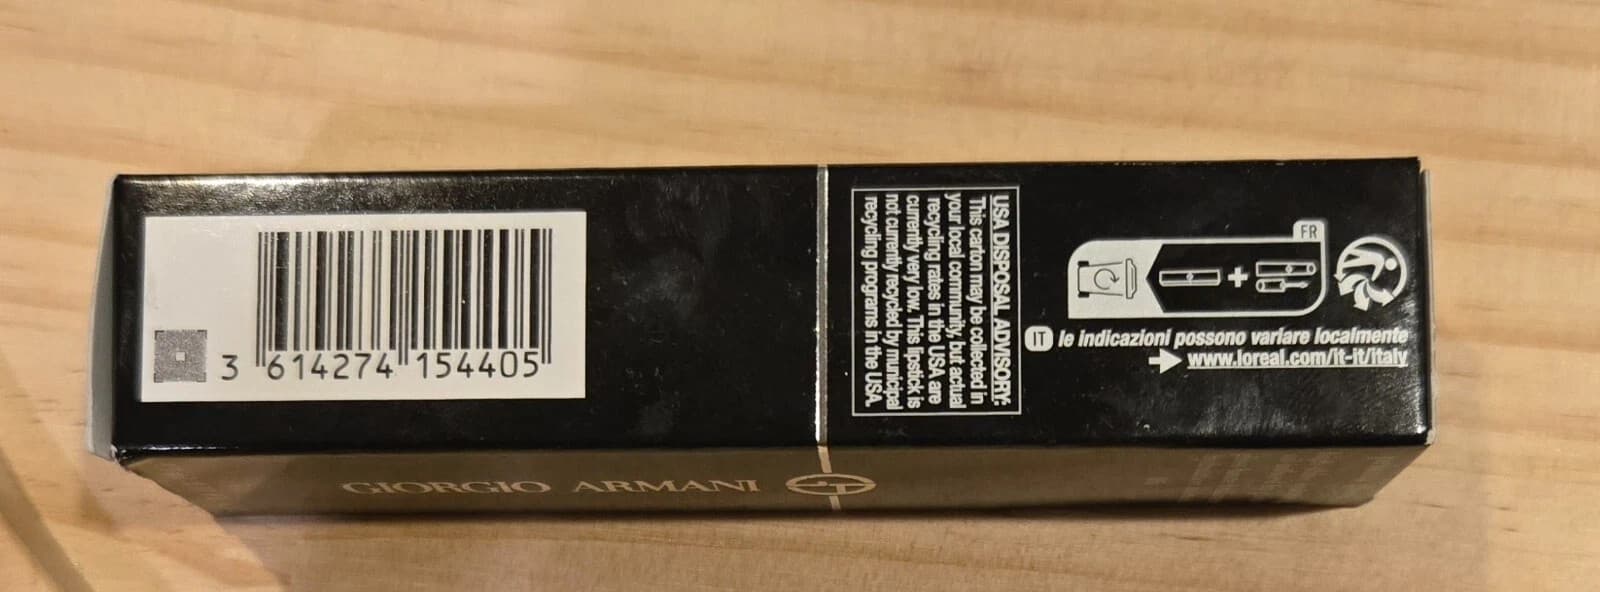 3 614274 154405
USA DISPOSAL ADVISORY:
This carton may be collected in
your local community, but actual
recycling rates in the USA are
currently very low. This lipstick is
not currently recycled by municipal
recycling programs in the USA.
FR
IT le indicazioni possono variare localmente
www.loreal.com/it-it/italy
GIORGIO ARMANI